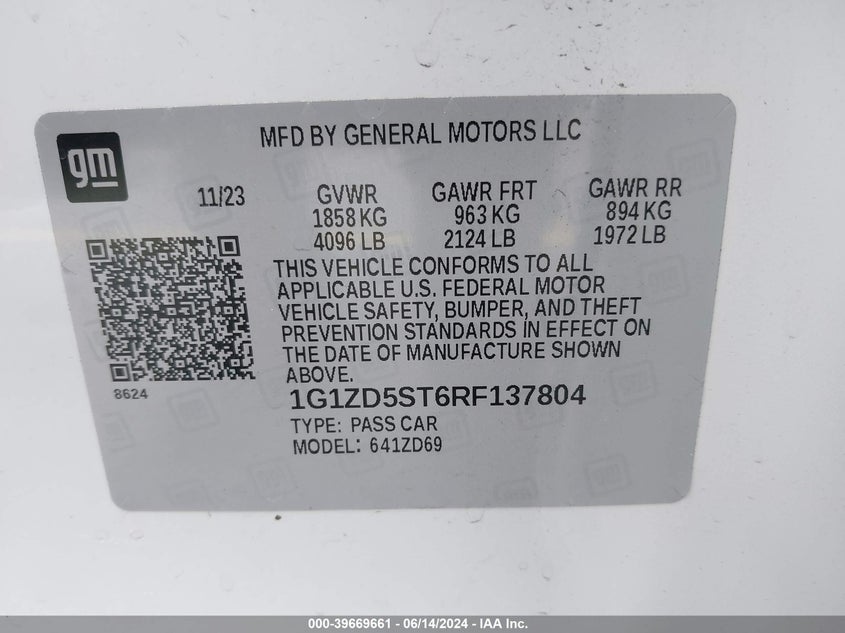 MFD BY GENERAL MOTORS LLC
gm
11/23 GVWR GAWR FRT GAWR RR
1858 KG 963 KG 894 KG
4096 LB 2124 LB 1972 LB
THIS VEHICLE CONFORMS TO ALL
APPLICABLE U.S. FEDERAL MOTOR
VEHICLE SAFETY, BUMPER, AND THEFT
PREVENTION STANDARDS IN EFFECT ON
THE DATE OF MANUFACTURE SHOWN
ABOVE.
8624
1G1ZD5ST6RF137804
TYPE: PASS CAR
MODEL: 641ZD69
000-39669661 - 06/14/2024 - IAA Inc.